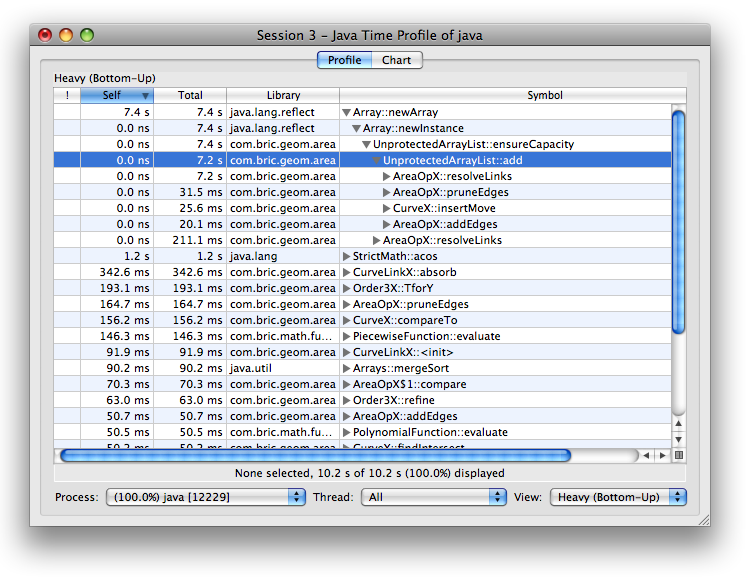 Session 3 – Java Time Profile of java
Profile Chart
Heavy (Bottom-Up)
! Self Total Library Symbol
7.4 s 7.4 s java.lang.reflect Array::newArray
0.0 ns 7.4 s java.lang.reflect Array::newInstance
0.0 ns 7.4 s com.bric.geom.area UnprotectedArrayList::ensureCapacity
0.0 ns 7.2 s com.bric.geom.area UnprotectedArrayList::add
0.0 ns 7.2 s com.bric.geom.area AreaOpX::resolveLinks
0.0 ns 31.5 ms com.bric.geom.area AreaOpX::pruneEdges
0.0 ns 25.6 ms com.bric.geom.area CurveX::insertMove
0.0 ns 20.1 ms com.bric.geom.area AreaOpX::addEdges
0.0 ns 211.1 ms com.bric.geom.area AreaOpX::resolveLinks
1.2 s 1.2 s java.lang StrictMath::acos
342.6 ms 342.6 ms com.bric.geom.area CurveLinkX::absorb
193.1 ms 193.1 ms com.bric.geom.area Order3X::TforY
164.7 ms 164.7 ms com.bric.geom.area AreaOpX::pruneEdges
156.2 ms 156.2 ms com.bric.geom.area CurveX::compareTo
146.3 ms 146.3 ms com.bric.math.fu... PiecewiseFunction::evaluate
91.9 ms 91.9 ms com.bric.geom.area CurveLinkX::<init>
90.2 ms 90.2 ms java.util Arrays::mergeSort
70.3 ms 70.3 ms com.bric.geom.area AreaOpX$1::compare
63.0 ms 63.0 ms com.bric.geom.area Order3X::refine
50.7 ms 50.7 ms com.bric.geom.area AreaOpX::addEdges
50.5 ms 50.5 ms com.bric.math.fu... PolynomialFunction::evaluate
com.bric.geom.area CurveX::findIntersect
None selected, 10.2 s of 10.2 s (100.0%) displayed
Process: (100.0%) java [12229] Thread: All View: Heavy (Bottom-Up)